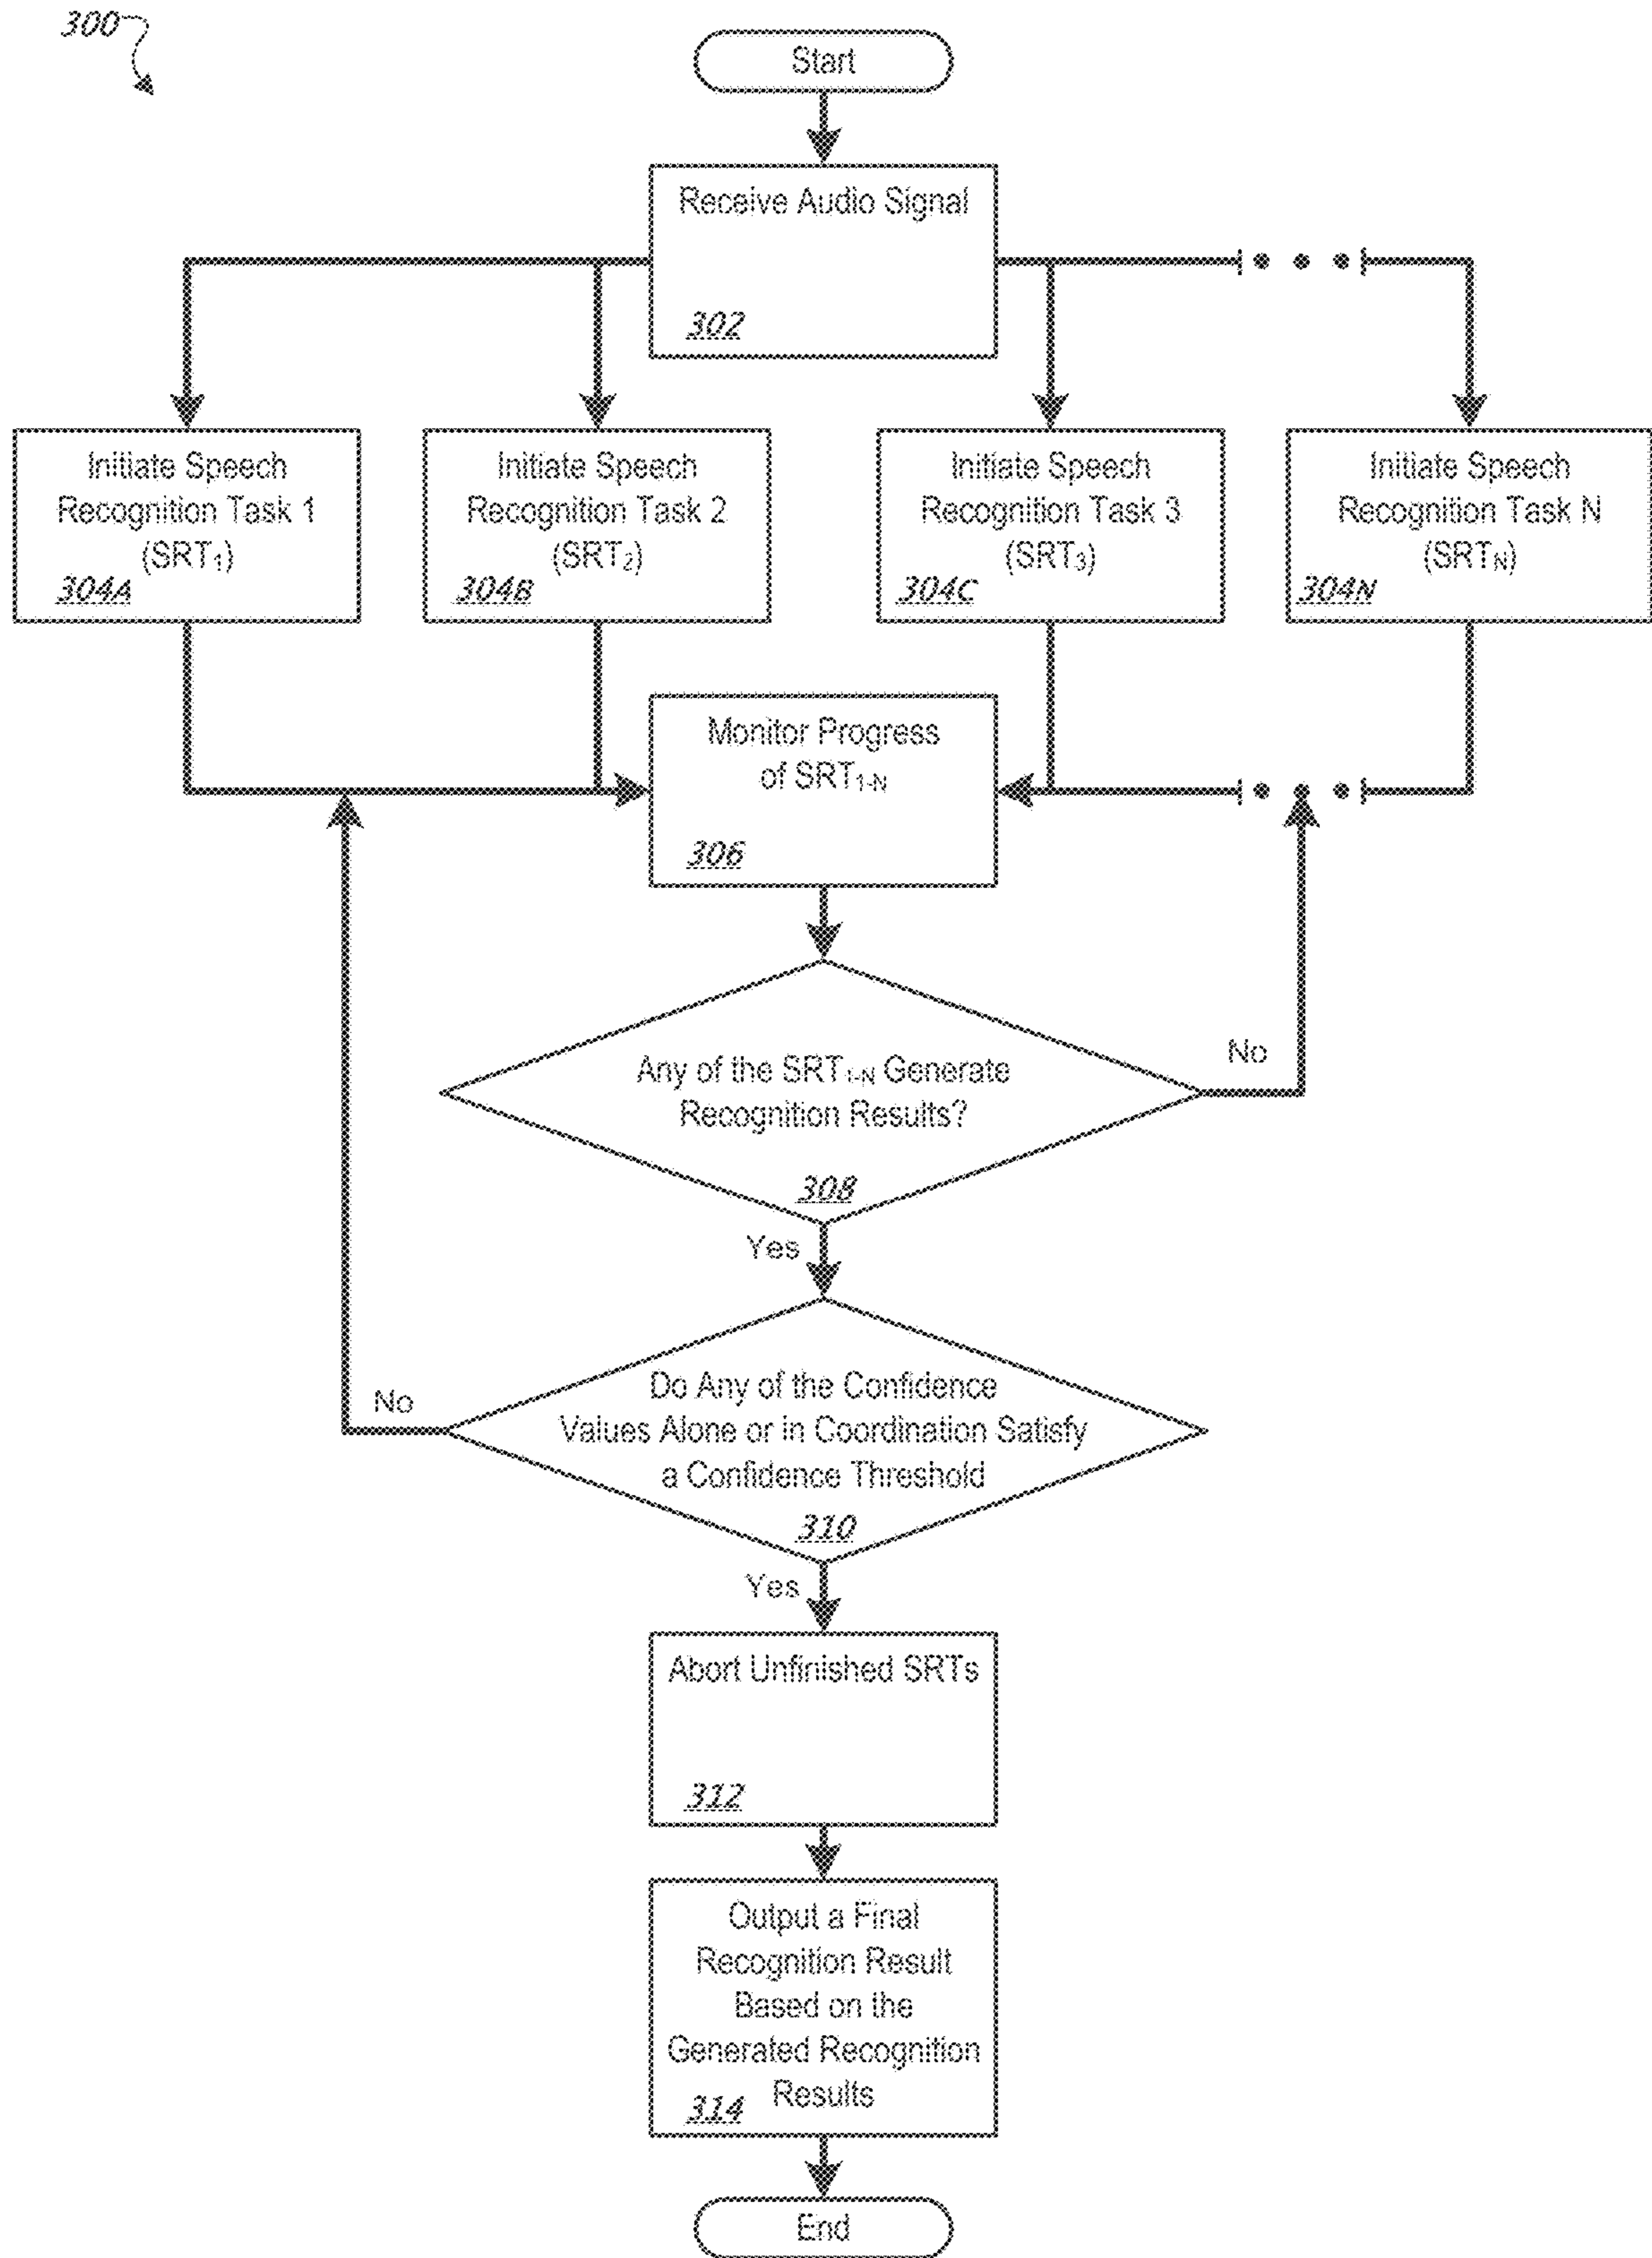 300
Start
Receive Audio Signal
302
Initiate Speech
Recognition Task 1
(SRT₁)
304A
Initiate Speech
Recognition Task 2
(SRT₂)
304B
Initiate Speech
Recognition Task 3
(SRT₃)
304C
Initiate Speech
Recognition Task N
(SRTN)
304N
Monitor Progress
of SRT1-N
306
Any of the SRT1-N Generate
Recognition Results?
308
No
Yes
Do Any of the Confidence
Values Alone or in Coordination Satisfy
a Confidence Threshold
310
No
Yes
Abort Unfinished SRTs
312
Output a Final
Recognition Result
Based on the
Generated Recognition
Results
314
End